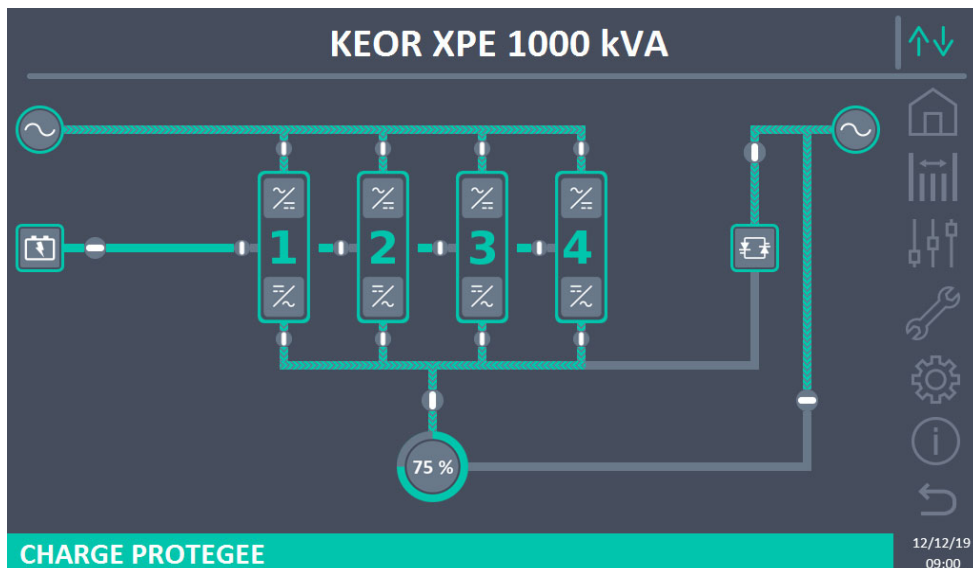 KEOR XPE 1000 kVA
1 2 3 4
75 %
CHARGE PROTEGEE
12/12/19
09:00